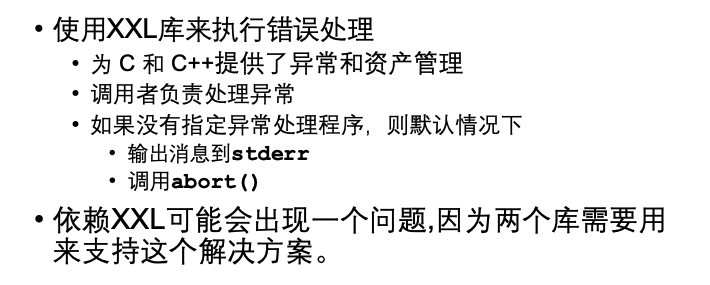 • 使用XXL库来执行错误处理
• 为 C 和 C++提供了异常和资产管理
• 调用者负责处理异常
• 如果没有指定异常处理程序，则默认情况下
• 输出消息到stderr
• 调用abort()
• 依赖XXL可能会出现一个问题,因为两个库需要用
来支持这个解决方案。